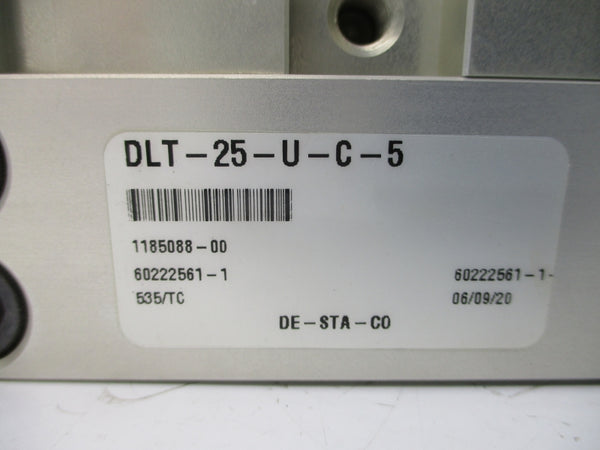 DLT-25-U-C-5
1185088-00
60222561-1 60222561-1-
535/TC 06/09/20
DE-STA-CO